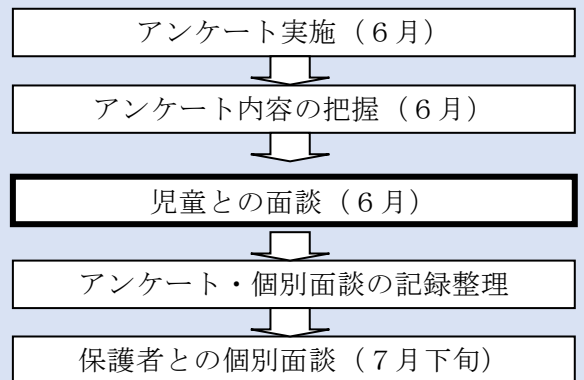 アンケート実施（６月）
アンケート内容の把握（６月）
児童との面談（６月）
アンケート・個別面談の記録整理
保護者との個別面談（７月下旬）